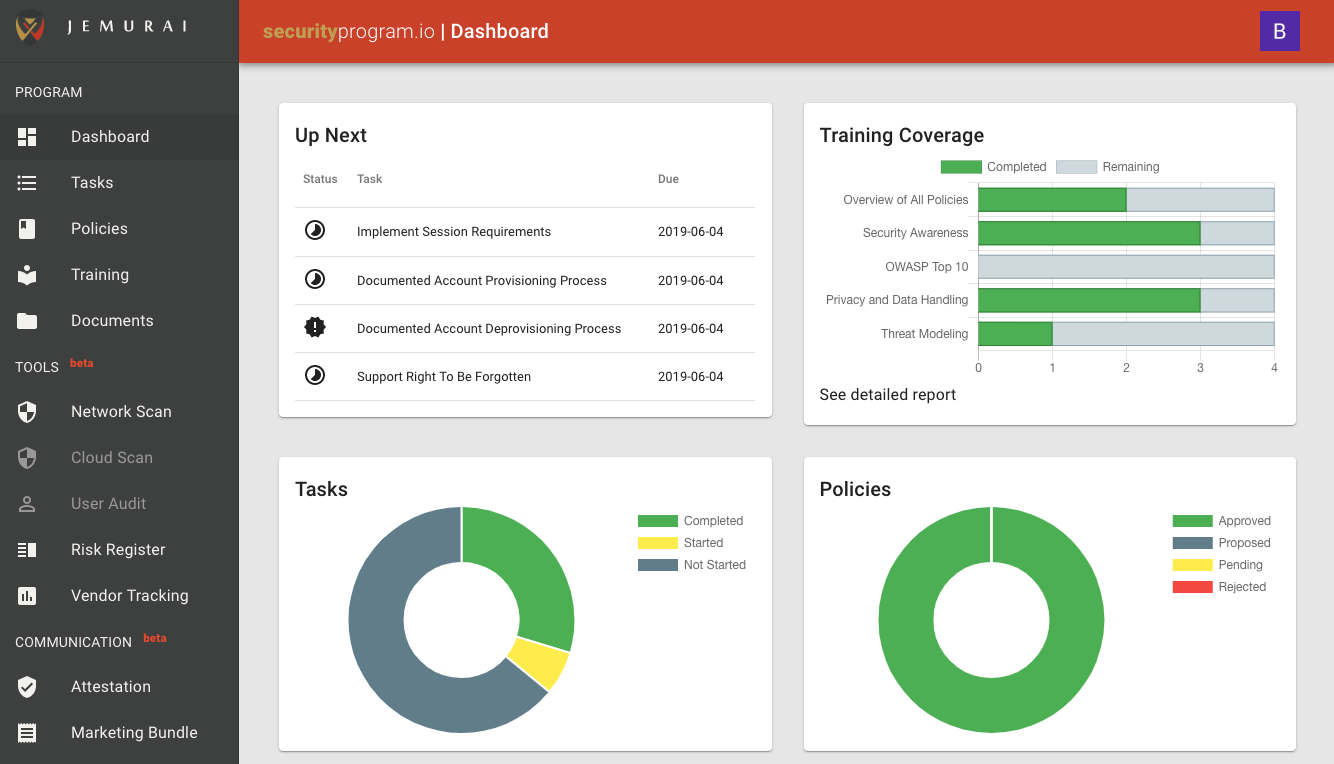 JEMURAI
securityprogram.io | Dashboard
B
PROGRAM
Dashboard
Tasks
Policies
Training
Documents
TOOLS beta
Network Scan
Cloud Scan
User Audit
Risk Register
Vendor Tracking
COMMUNICATION beta
Attestation
Marketing Bundle
Up Next
Status Task Due
Implement Session Requirements 2019-06-04
Documented Account Provisioning Process 2019-06-04
Documented Account Deprovisioning Process 2019-06-04
Support Right To Be Forgotten 2019-06-04
Training Coverage
Completed Remaining
Overview of All Policies
Security Awareness
OWASP Top 10
Privacy and Data Handling
Threat Modeling
0 1 2 3 4
See detailed report
Tasks
Completed
Started
Not Started
Policies
Approved
Proposed
Pending
Rejected